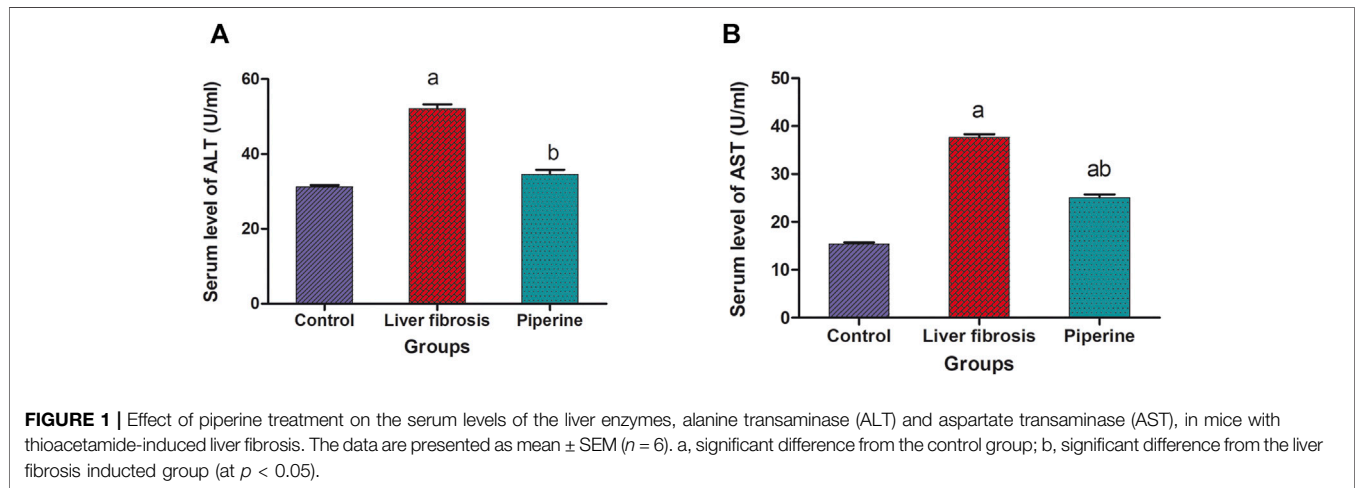 A
Serum level of ALT (U/ml)
60
40
20
0
a
b
Control Liver fibrosis Piperine
Groups
B
Serum level of AST (U/ml)
50
40
30
20
10
0
a
ab
Control Liver fibrosis Piperine
Groups
FIGURE 1 | Effect of piperine treatment on the serum levels of the liver enzymes, alanine transaminase (ALT) and aspartate transaminase (AST), in mice with
thioacetamide-induced liver fibrosis. The data are presented as mean ± SEM (n = 6). a, significant difference from the control group; b, significant difference from the liver
fibrosis inducted group (at p < 0.05).